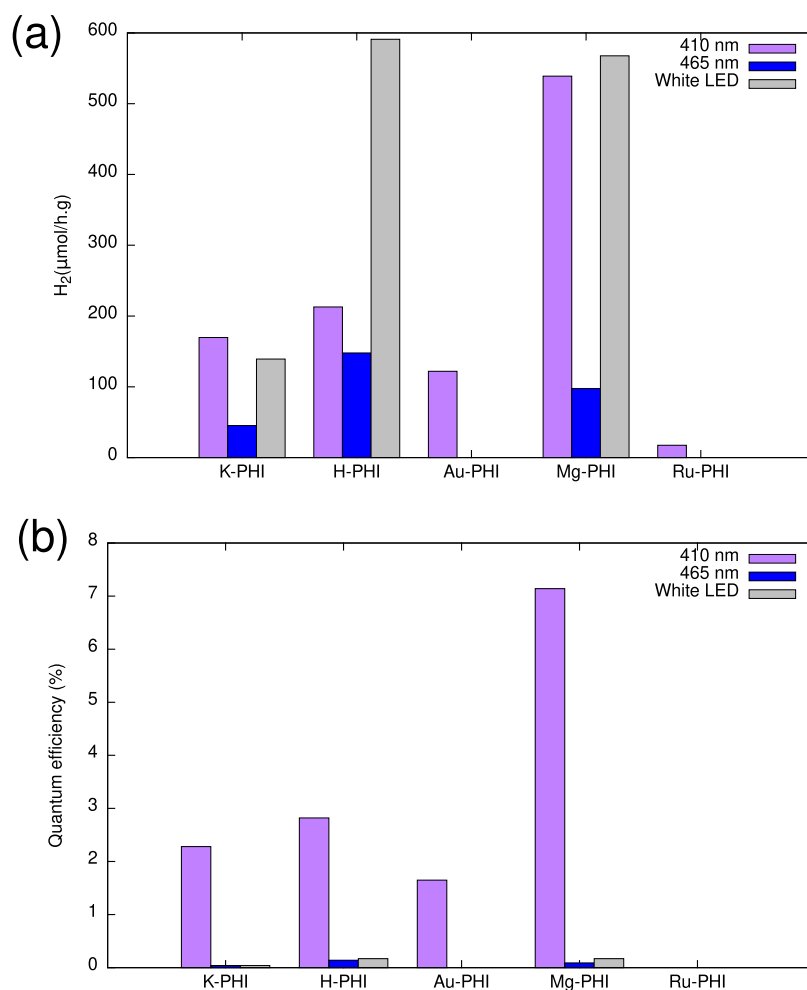 (a)
600
500
400
300
200
100
0
H₂(μmol/h.g)
410 nm
465 nm
White LED
K-PHI H-PHI Au-PHI Mg-PHI Ru-PHI
(b)
8
7
6
5
4
3
2
1
0
Quantum efficiency (%)
410 nm
465 nm
White LED
K-PHI H-PHI Au-PHI Mg-PHI Ru-PHI